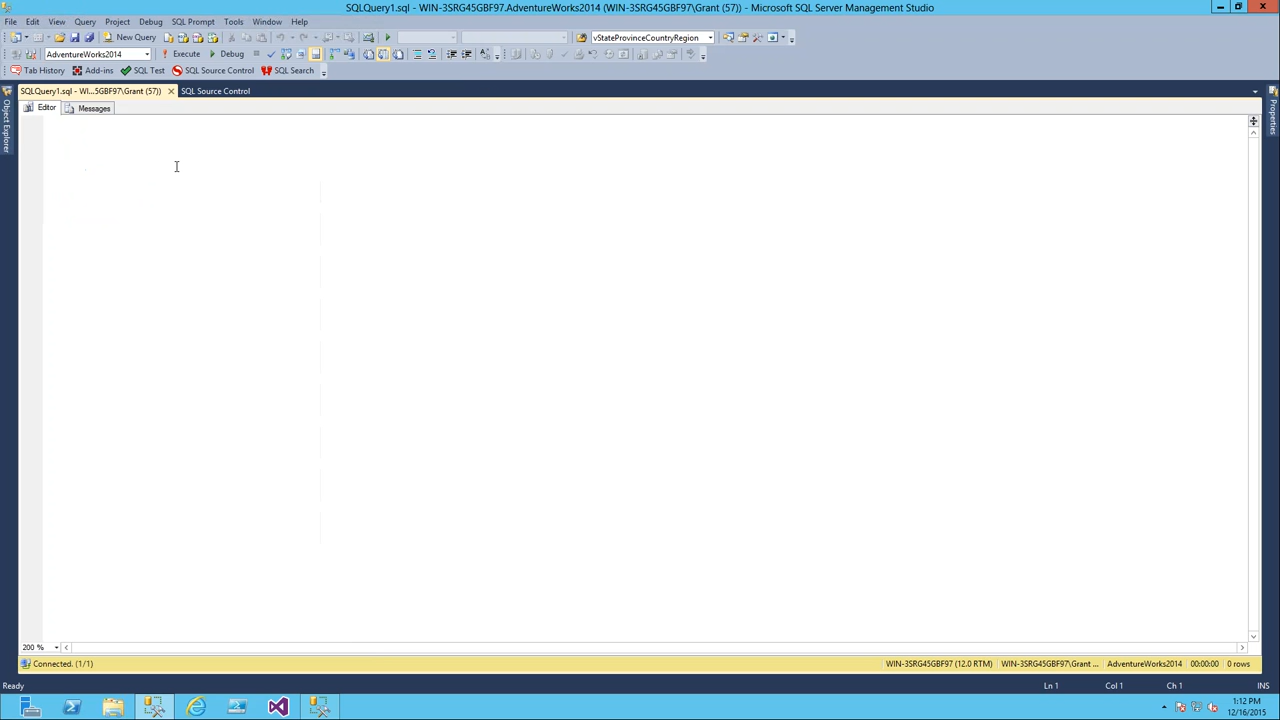 SQLQuery1.sql - WIN-3SRG45GBF97.AdventureWorks2014 (WIN-3SRG45GBF97\Grant (57)) - Microsoft SQL Server Management Studio
File Edit View Query Project Debug SQL Prompt Tools Window Help
New Query vStateProvinceCountryRegion
AdventureWorks2014 Execute Debug
Tab History Add-ins SQL Test SQL Source Control SQL Search
SQLQuery1.sql - WI...5GBF97\Grant (57)) SQL Source Control
Editor Messages
Object Explorer
Properties
200 %
Connected. (1/1) WIN-3SRG45GBF97 (12.0 RTM) WIN-3SRG45GBF97\Grant ... AdventureWorks2014 00:00:00 0 rows
Ready Ln 1 Col 1 Ch 1 INS
1:12 PM
12/16/2015